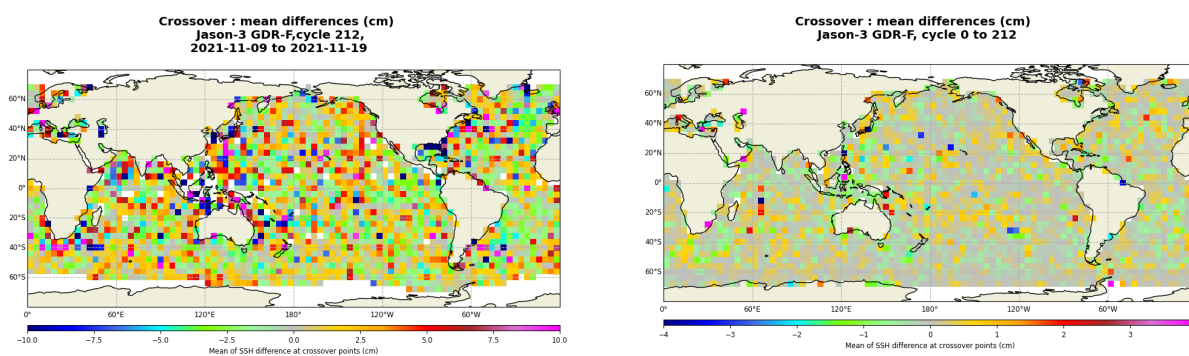 Crossover : mean differences (cm)
Jason-3 GDR-F,cycle 212,
2021-11-09 to 2021-11-19
60°N
40°N
20°N
0°
20°S
40°S
60°S
0° 60°E 120°E 180° 120°W 60°W 0°
−10.0 −7.5 −5.0 −2.5 0.0 2.5 5.0 7.5 10.0
Mean of SSH difference at crossover points (cm)
Crossover : mean differences (cm)
Jason-3 GDR-F, cycle 0 to 212
60°N
40°N
20°N
0°
20°S
40°S
60°S
0° 60°E 120°E 180° 120°W 60°W
−4 −3 −2 −1 0 1 2 3
Mean of SSH difference at crossover points (cm)